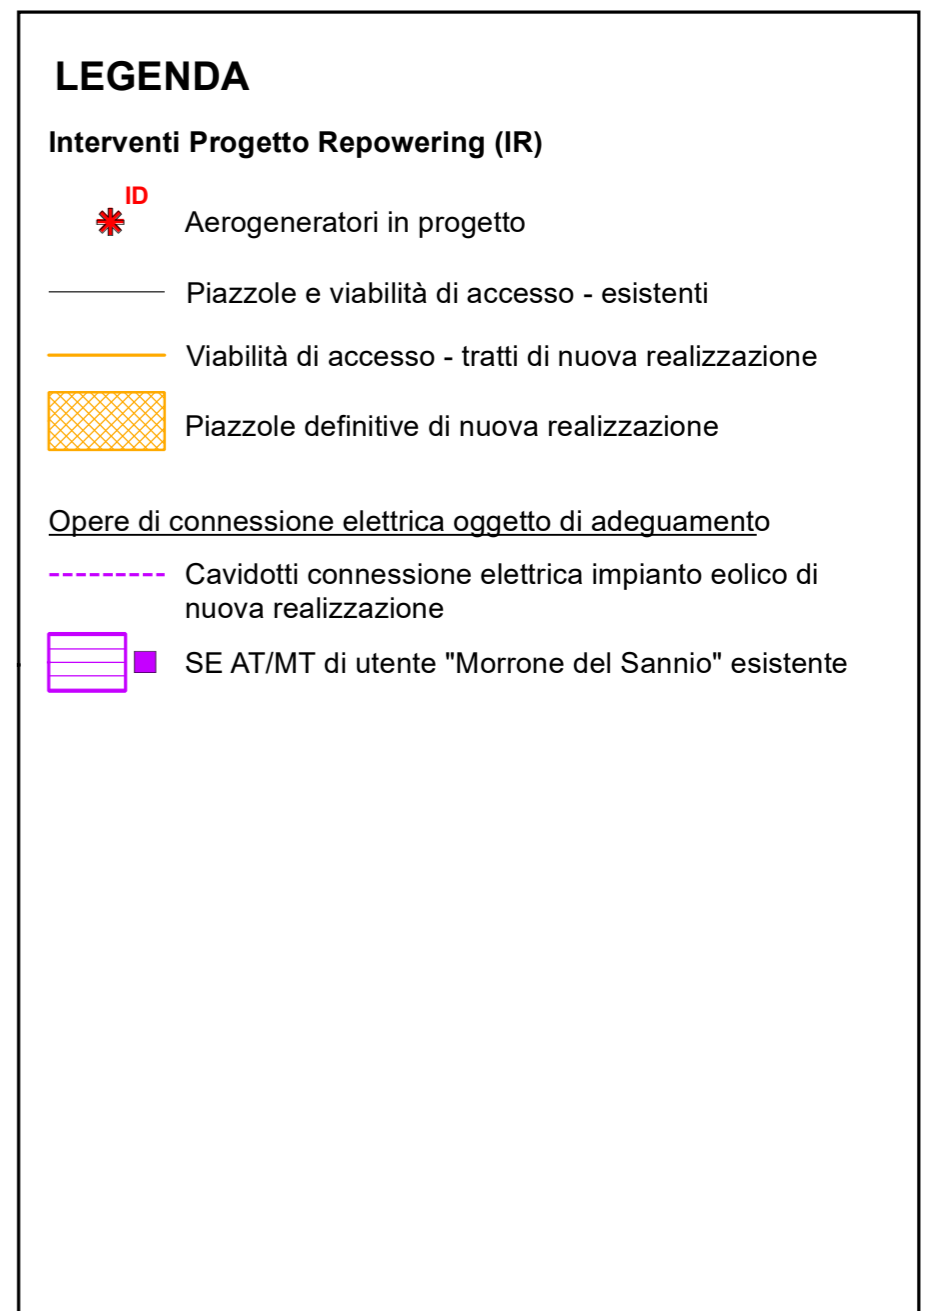 LEGENDA
Interventi Progetto Repowering (IR)
ID
Aerogeneratori in progetto
Piazzole e viabilità di accesso - esistenti
Viabilità di accesso - tratti di nuova realizzazione
Piazzole definitive di nuova realizzazione
Opere di connessione elettrica oggetto di adeguamento
Cavidotti connessione elettrica impianto eolico di
nuova realizzazione
SE AT/MT di utente "Morrone del Sannio" esistente